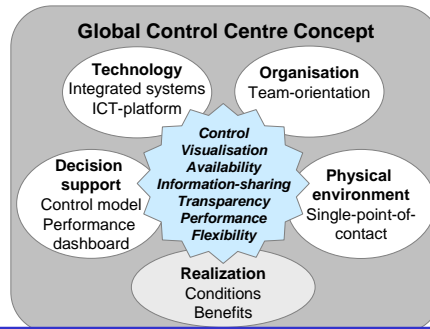 Global Control Centre Concept
Technology
Integrated systems
ICT-platform
Organisation
Team-orientation
Control
Visualisation
Availability
Information-sharing
Transparency
Performance
Flexibility
Decision
support
Control model
Performance
dashboard
Physical
environment
Single-point-of-
contact
Realization
Conditions
Benefits